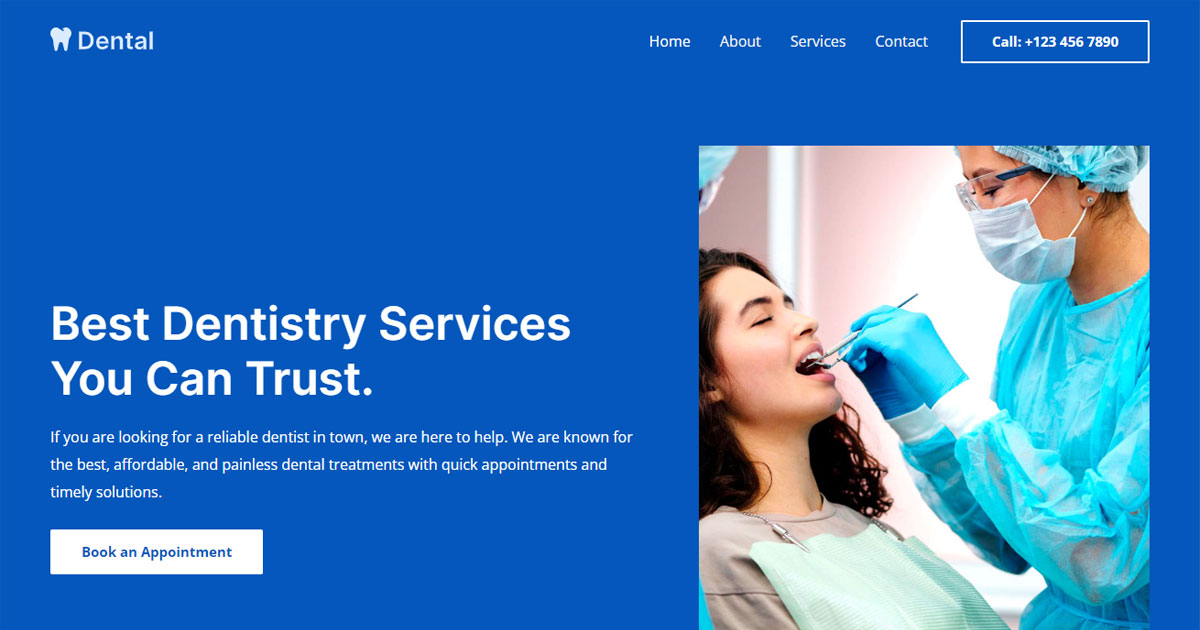 Dental
Home
About
Services
Contact
Call: +123 456 7890
Best Dentistry Services
You Can Trust.
If you are looking for a reliable dentist in town, we are here to help. We are known for
the best, affordable, and painless dental treatments with quick appointments and
timely solutions.
Book an Appointment